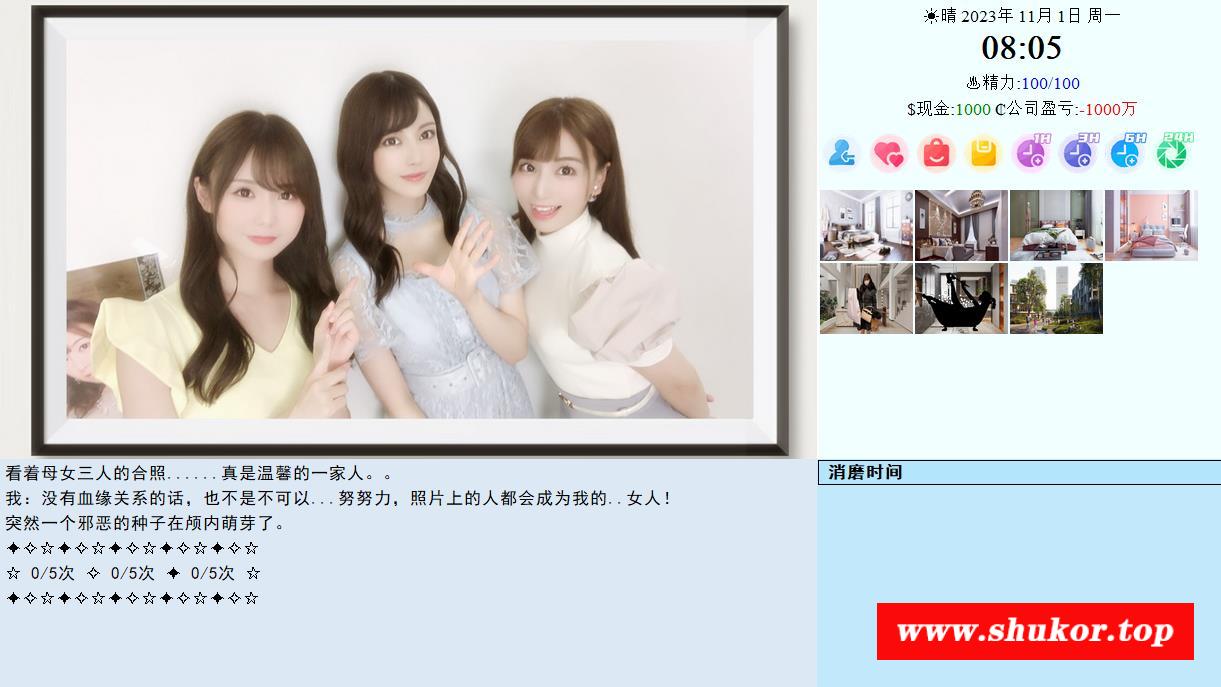 ☀晴 2023年 11月 1日 周一
08:05
♨精力:100/100
$现金:1000 ₵公司盈亏:-1000万
1H 3H 6H 24H
看着母女三人的合照......真是温馨的一家人。。
我：没有血缘关系的话，也不是不可以...努努力，照片上的人都会成为我的..女人！
突然一个邪恶的种子在颅内萌芽了。
✦✧☆✦✧☆✦✧☆✦✧☆✦✧☆
☆ 0/5次 ✧ 0/5次 ✦ 0/5次 ☆
✦✧☆✦✧☆✦✧☆✦✧☆✦✧☆
消磨时间
www.shukor.top